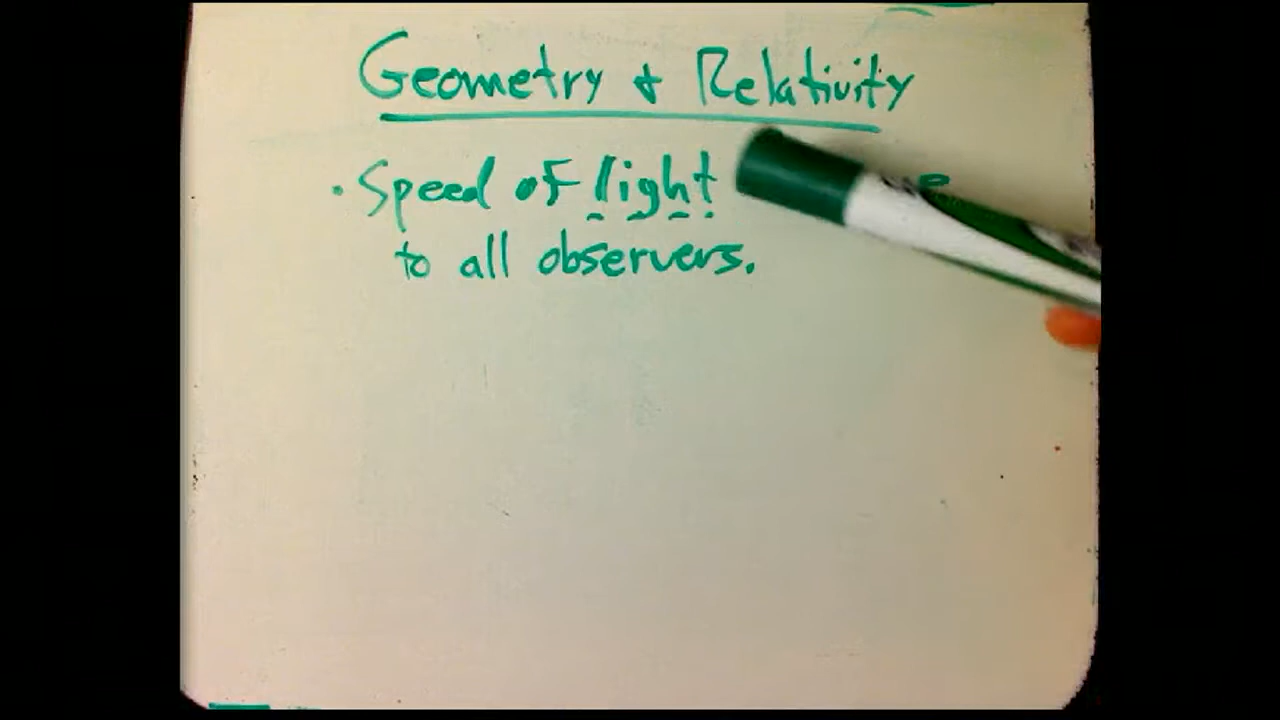 Geometry & Relativity
· Speed of light
to all observers.